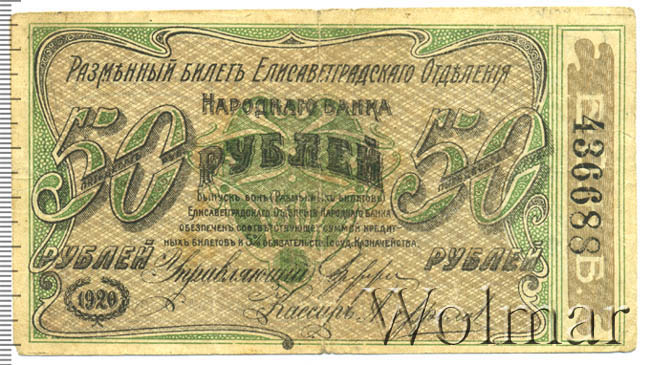 Размѣнный билетъ Елисаветградскаго Отдѣленія
Народнаго Банка
50 РУБЛЕЙ 50
Выпускъ бонъ (размѣнныхъ билетовъ)
Елисаветградскаго Отдѣленія Народнаго Банка
обезпеченъ соотвѣтствующей суммой кредит
ныхъ билетовъ и 5% обязательствъ Госуд. Казначейства.
РУБЛЕЙ РУБЛЕЙ
Управляющій
1920
Кассиръ
Б 436688 Б
Wolmar